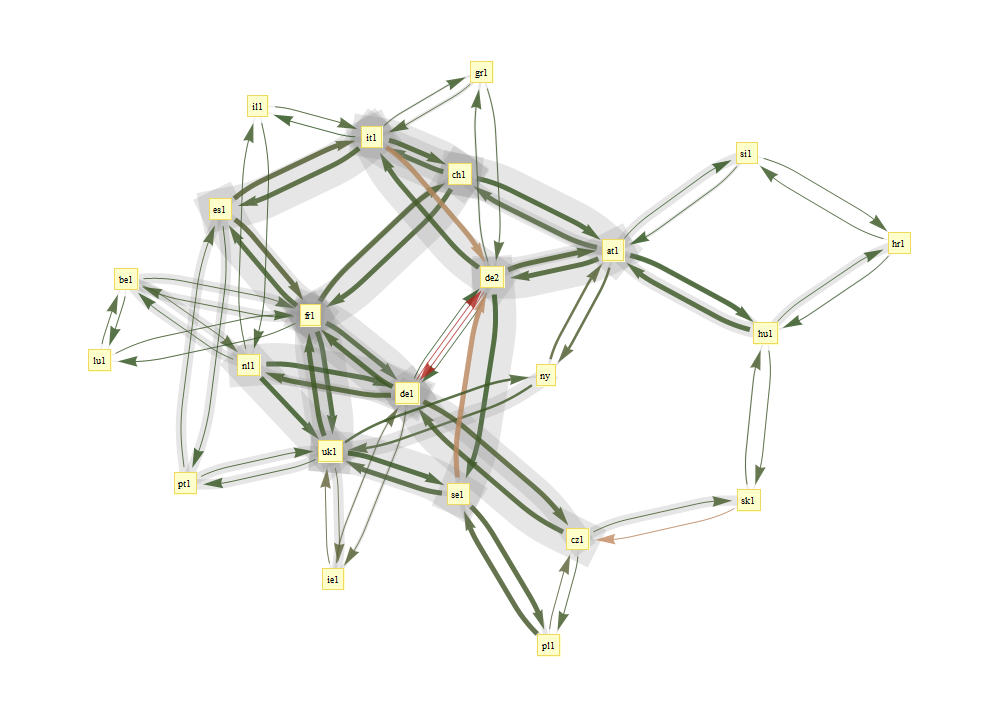 gr1
il1
it1
si1
ch1
es1
hr1
at1
be1
de2
fr1
hu1
lu1
nl1
ny
de1
uk1
pt1
se1
sk1
cz1
ie1
pl1